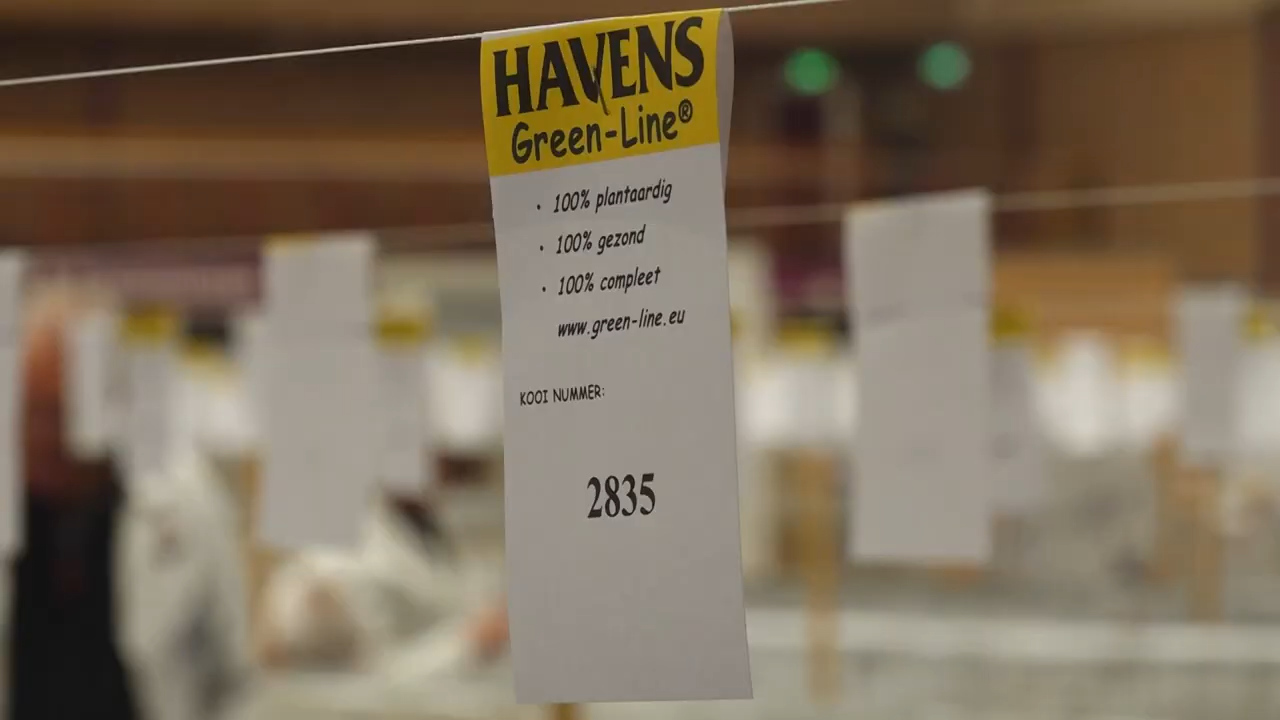 HAVENS
Green-Line®
• 100% plantaardig
• 100% gezond
• 100% compleet
www.green-line.eu
KOOI NUMMER:
2835